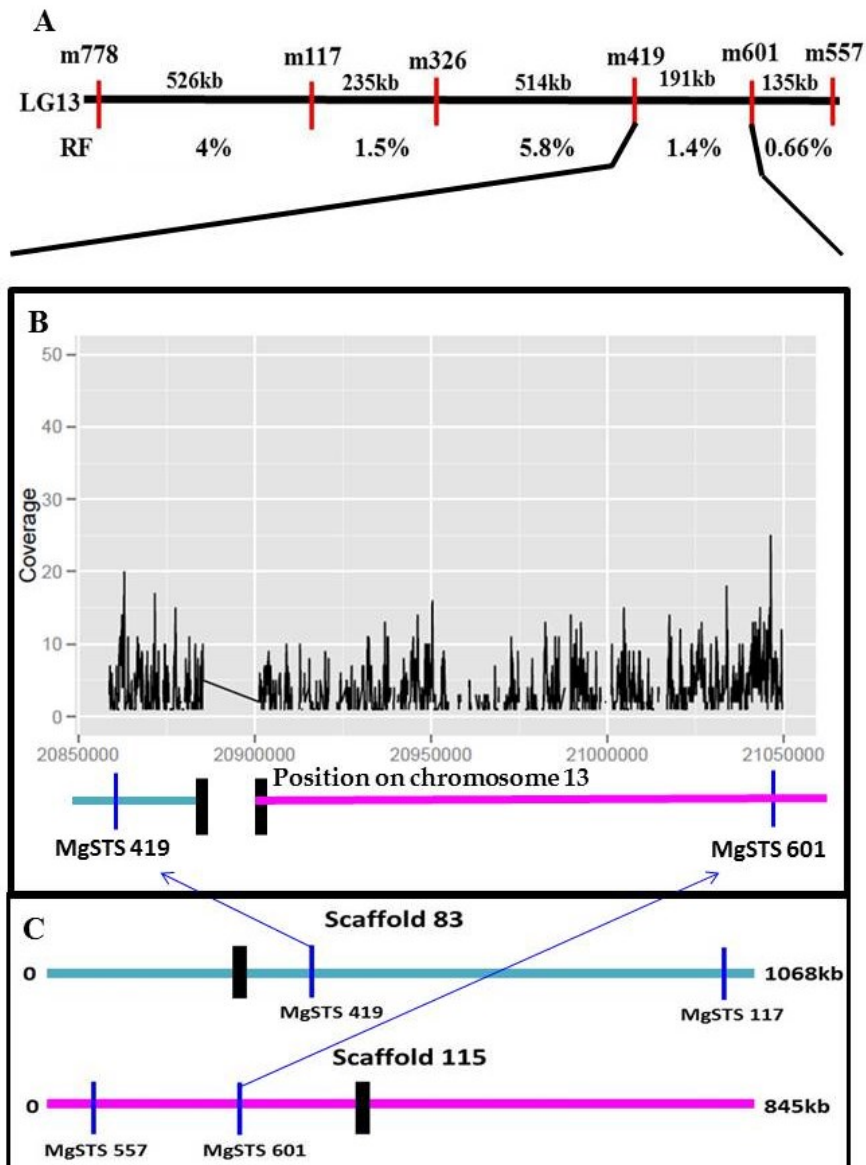 A
m778 m117 m326 m419 m601 m557
526kb 235kb 514kb 191kb 135kb
LG13
RF 4% 1.5% 5.8% 1.4% 0.66%
B
50
40
30
20
10
0
Coverage
20850000 20900000 20950000 21000000 21050000
Position on chromosome 13
MgSTS 419 MgSTS 601
C
Scaffold 83
0 1068kb
MgSTS 419 MgSTS 117
Scaffold 115
0 845kb
MgSTS 557 MgSTS 601